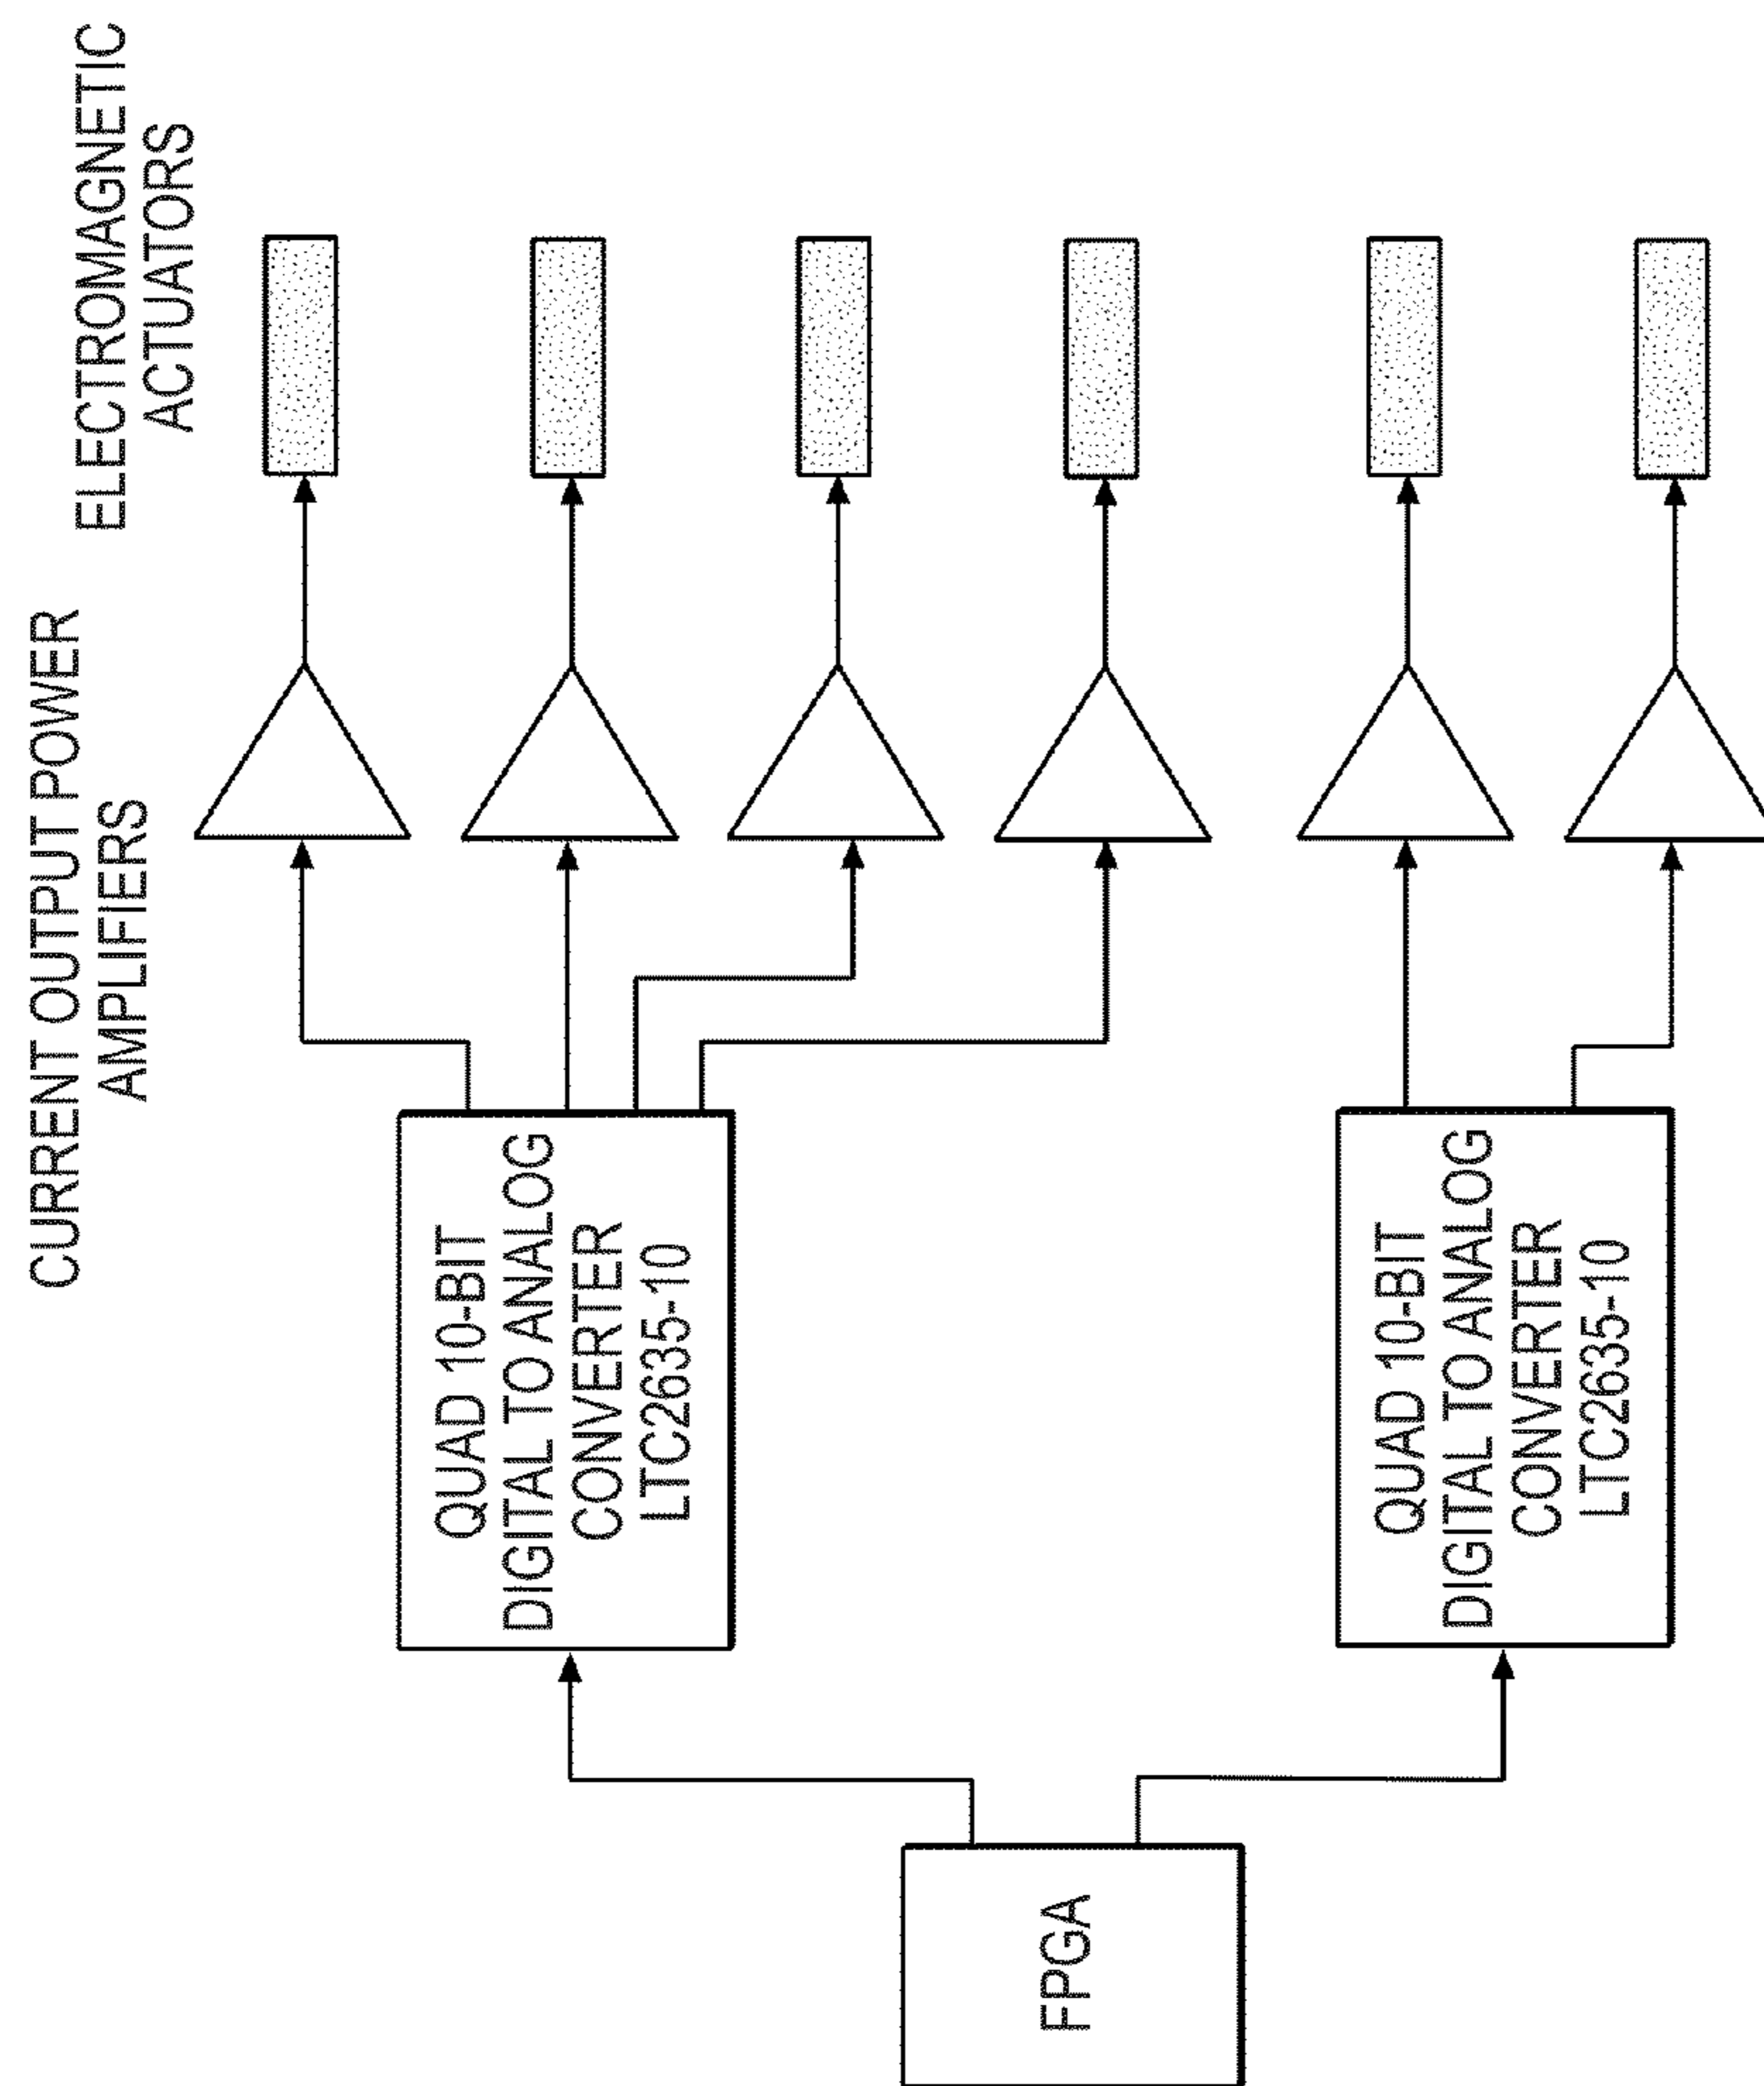 FPGA
QUAD 10-BIT
DIGITAL TO ANALOG
CONVERTER
LTC2635-10
QUAD 10-BIT
DIGITAL TO ANALOG
CONVERTER
LTC2635-10
CURRENT OUTPUT POWER
AMPLIFIERS
ELECTROMAGNETIC
ACTUATORS